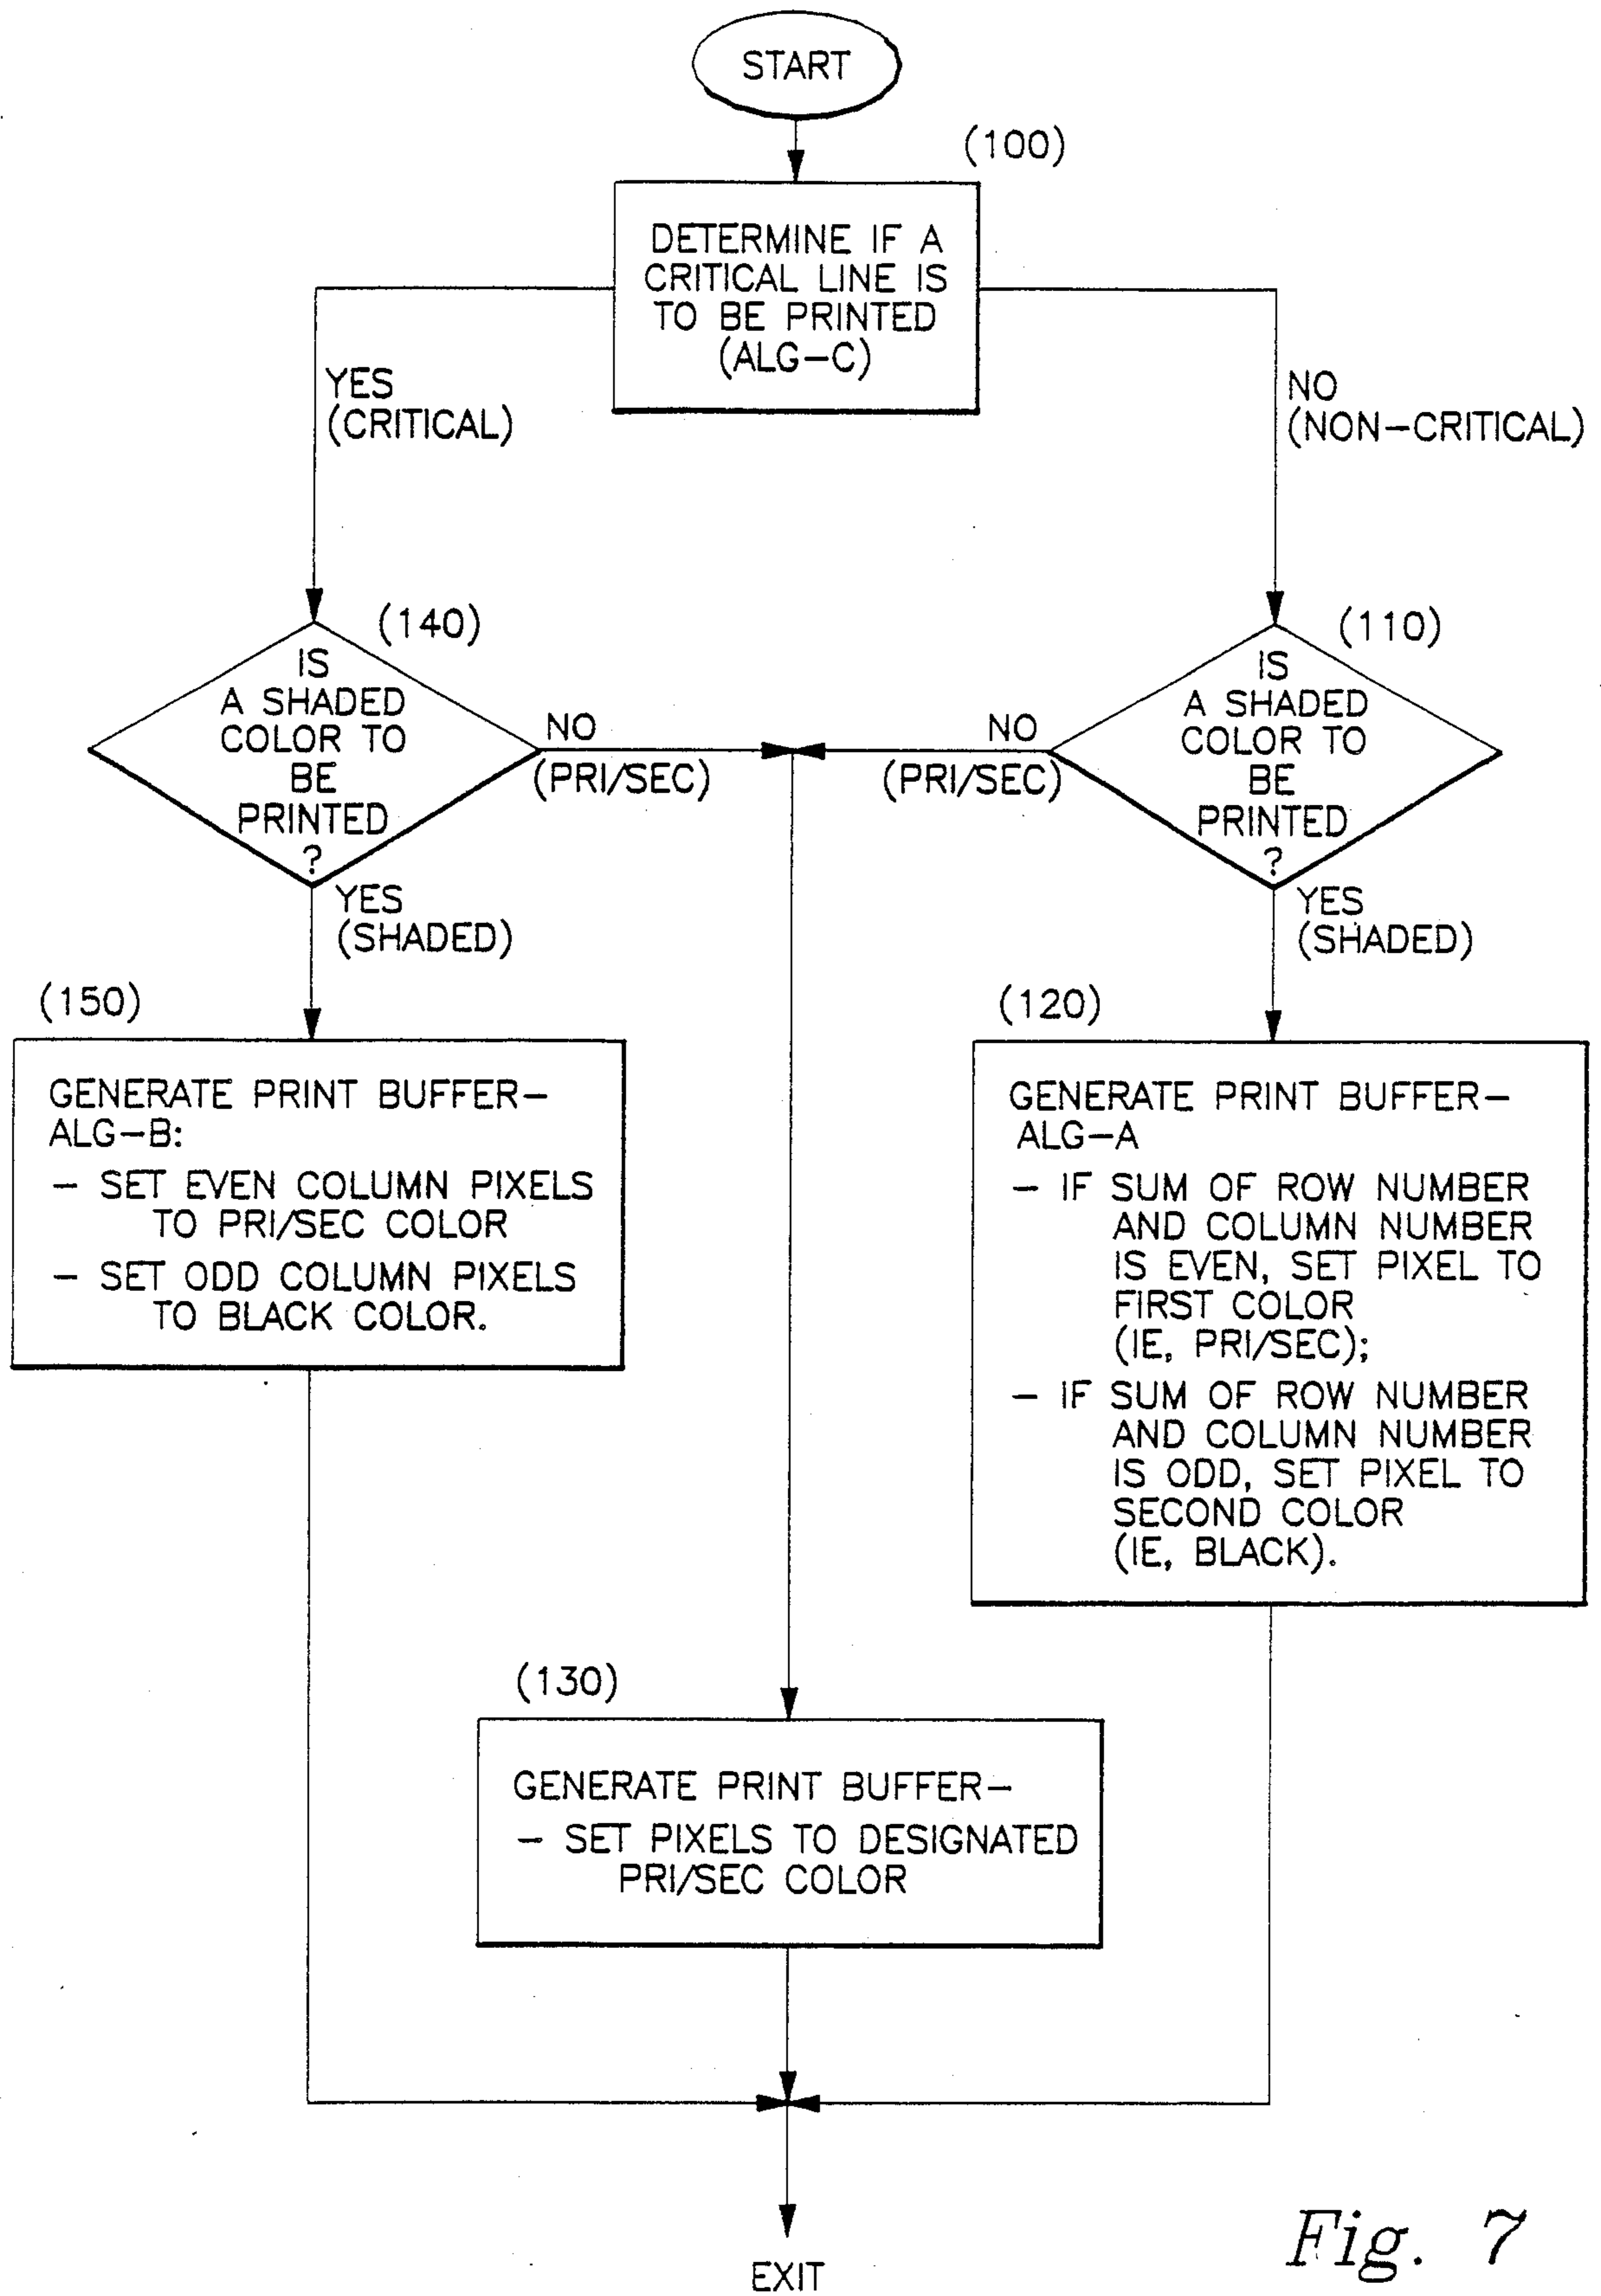 START
(100)
DETERMINE IF A
CRITICAL LINE IS
TO BE PRINTED
(ALG-C)
YES
(CRITICAL)
NO
(NON-CRITICAL)
(140)
IS
A SHADED
COLOR TO
BE
PRINTED
?
NO
(PRI/SEC)
YES
(SHADED)
(110)
IS
A SHADED
COLOR TO
BE
PRINTED
?
NO
(PRI/SEC)
YES
(SHADED)
(150)
GENERATE PRINT BUFFER-
ALG-B:
- SET EVEN COLUMN PIXELS
TO PRI/SEC COLOR
- SET ODD COLUMN PIXELS
TO BLACK COLOR.
(120)
GENERATE PRINT BUFFER-
ALG-A
- IF SUM OF ROW NUMBER
AND COLUMN NUMBER
IS EVEN, SET PIXEL TO
FIRST COLOR
(IE, PRI/SEC);
- IF SUM OF ROW NUMBER
AND COLUMN NUMBER
IS ODD, SET PIXEL TO
SECOND COLOR
(IE, BLACK).
(130)
GENERATE PRINT BUFFER-
- SET PIXELS TO DESIGNATED
PRI/SEC COLOR
EXIT
Fig. 7